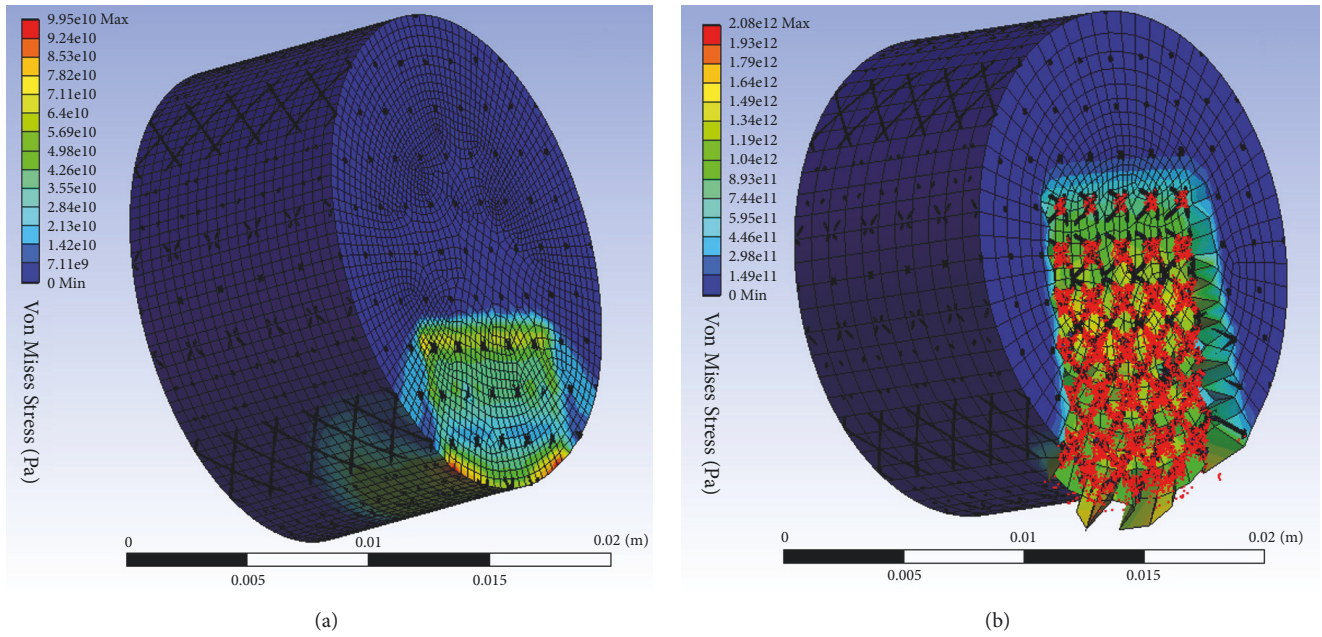 9.95e10 Max
9.24e10
8.53e10
7.82e10
7.11e10
6.4e10
5.69e10
4.98e10
4.26e10
3.55e10
2.84e10
2.13e10
1.42e10
7.11e9
0 Min
Von Mises Stress (Pa)
0
0.01
0.02 (m)
0.005
0.015
(a)
2.08e12 Max
1.93e12
1.79e12
1.64e12
1.49e12
1.34e12
1.19e12
1.04e12
8.93e11
7.44e11
5.95e11
4.46e11
2.98e11
1.49e11
0 Min
Von Mises Stress (Pa)
0
0.01
0.02 (m)
0.005
0.015
(b)